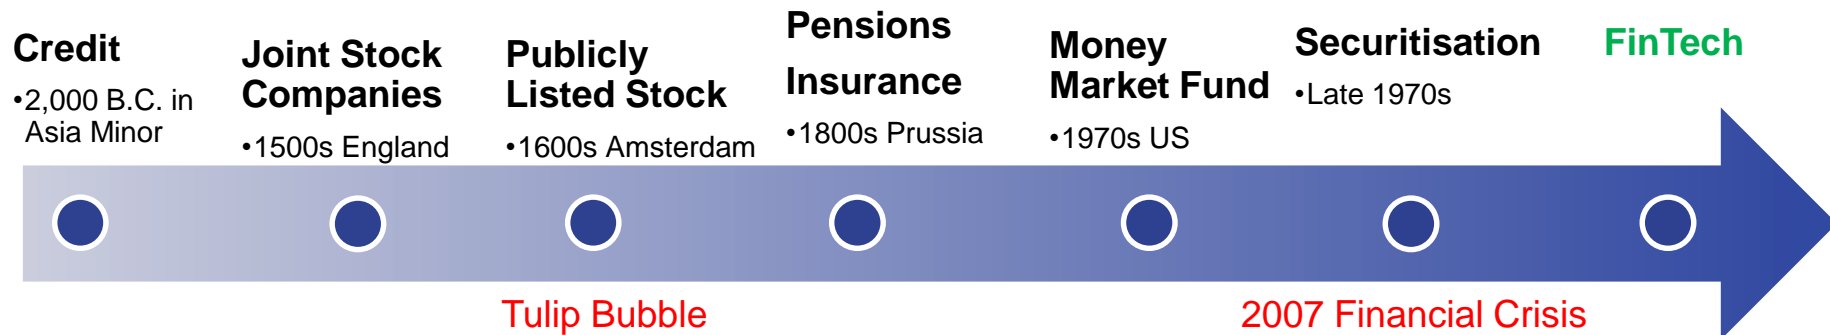 Credit
•2,000 B.C. in
Asia Minor
Joint Stock
Companies
•1500s England
Publicly
Listed Stock
•1600s Amsterdam
Pensions
Insurance
•1800s Prussia
Money
Market Fund
•1970s US
Securitisation
•Late 1970s
FinTech
Tulip Bubble
2007 Financial Crisis